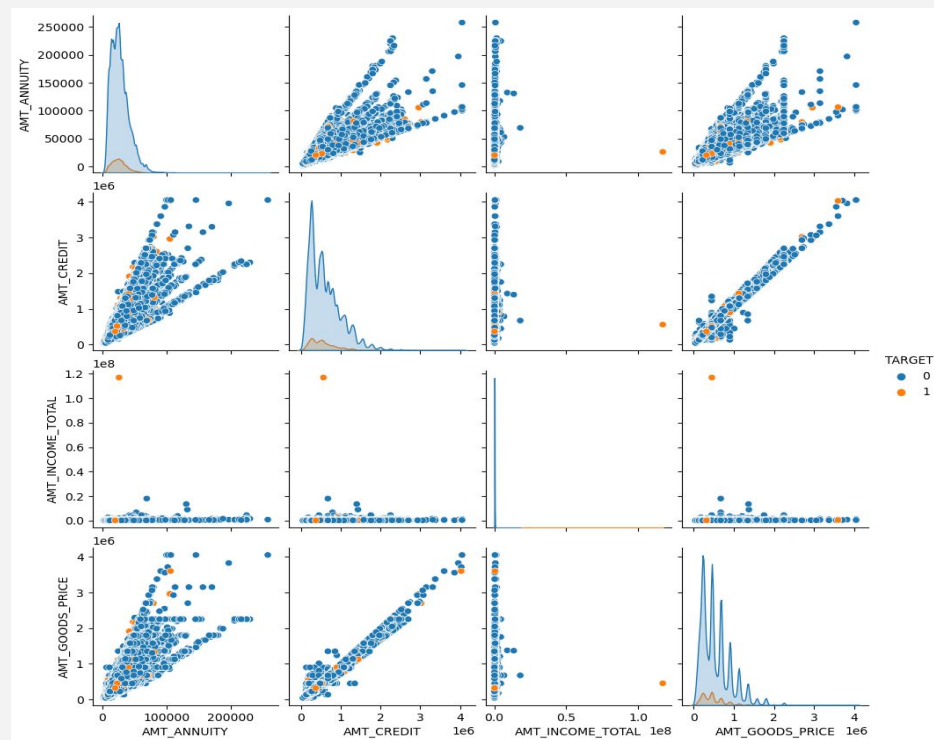 250000
200000
150000
100000
50000
0
AMT_ANNUITY
1e6
4
3
2
1
0
AMT_CREDIT
1e8
1.2
1.0
0.8
0.6
0.4
0.2
0.0
AMT_INCOME_TOTAL
TARGET
0
1
1e6
4
3
2
1
0
AMT_GOODS_PRICE
0 100000 200000
AMT_ANNUITY
0 1 2 3 4
AMT_CREDIT 1e6
0.0 0.5 1.0
AMT_INCOME_TOTAL 1e8
0 1 2 3 4
AMT_GOODS_PRICE 1e6